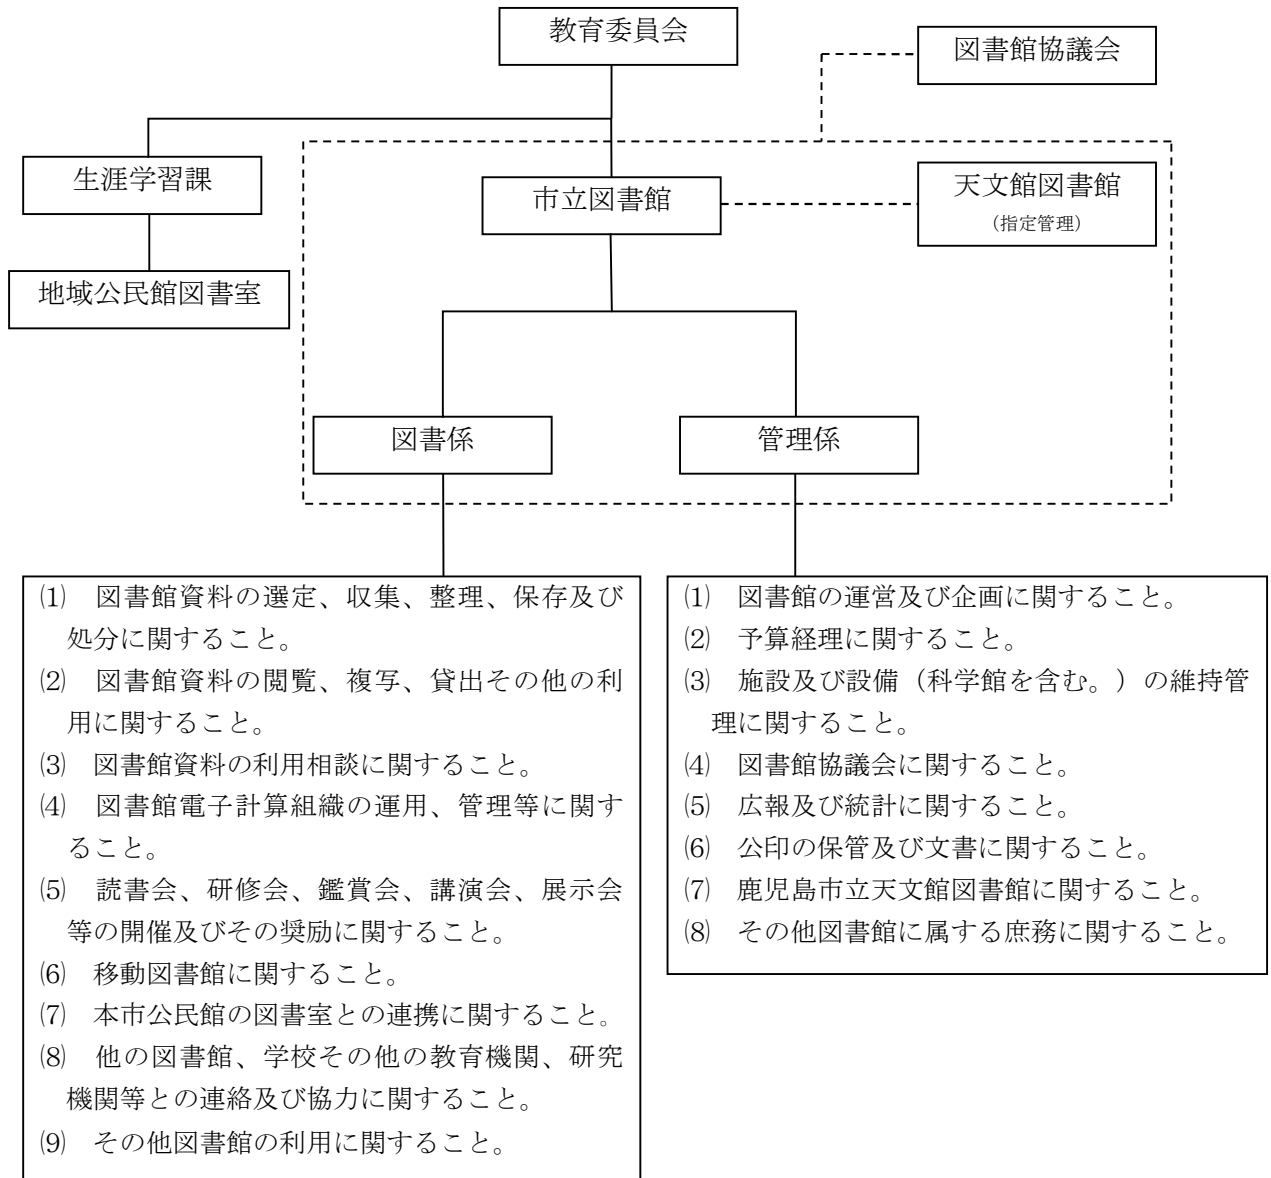 教育委員会
図書館協議会
生涯学習課
市立図書館
天文館図書館
（指定管理）
地域公民館図書室
図書係
管理係
⑴　図書館資料の選定、収集、整理、保存及び
処分に関すること。
⑵　図書館資料の閲覧、複写、貸出その他の利
用に関すること。
⑶　図書館資料の利用相談に関すること。
⑷　図書館電子計算組織の運用、管理等に関す
ること。
⑸　読書会、研修会、鑑賞会、講演会、展示会
等の開催及びその奨励に関すること。
⑹　移動図書館に関すること。
⑺　本市公民館の図書室との連携に関すること。
⑻　他の図書館、学校その他の教育機関、研究
機関等との連絡及び協力に関すること。
⑼　その他図書館の利用に関すること。
⑴　図書館の運営及び企画に関すること。
⑵　予算経理に関すること。
⑶　施設及び設備（科学館を含む。）の維持管
理に関すること。
⑷　図書館協議会に関すること。
⑸　広報及び統計に関すること。
⑹　公印の保管及び文書に関すること。
⑺　鹿児島市立天文館図書館に関すること。
⑻　その他図書館に属する庶務に関すること。